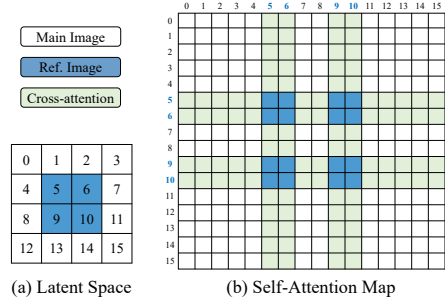 Main Image
Ref. Image
Cross-attention
0 1 2 3
4 5 6 7
8 9 10 11
12 13 14 15
(a) Latent Space
0 1 2 3 4 5 6 7 8 9 10 11 12 13 14 15
0
1
2
3
4
5
6
7
8
9
10
11
12
13
14
15
(b) Self-Attention Map